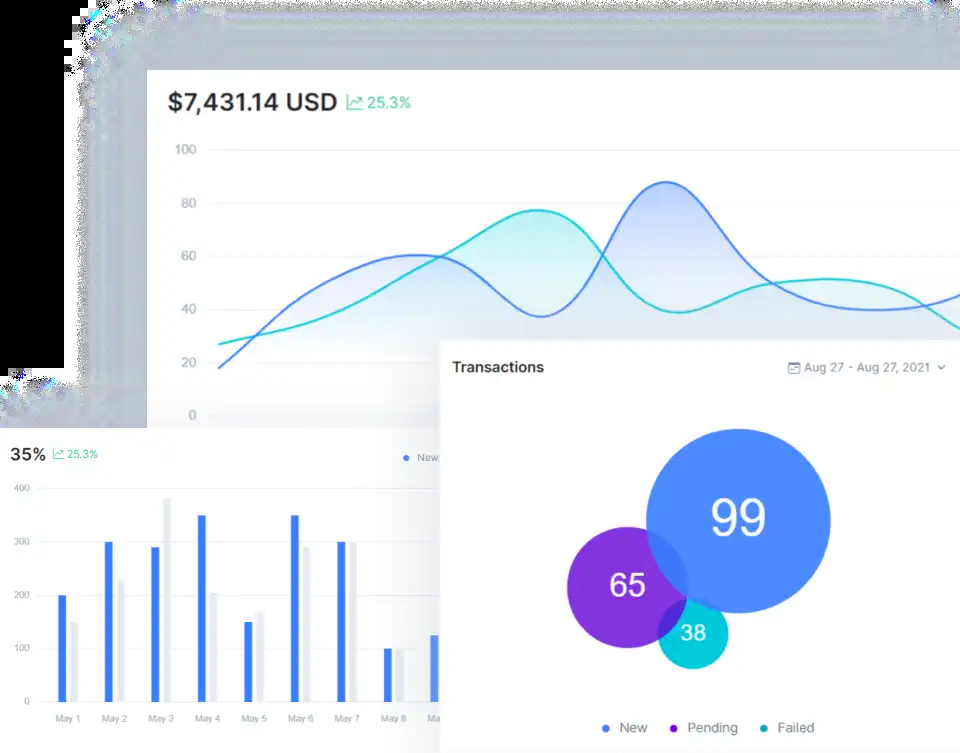 $7,431.14 USD 25.3%
100
80
60
40
20
0
Transactions
Aug 27 - Aug 27, 2021
99
65
38
New Pending Failed
35% 25.3%
New
400
300
200
100
0
May 1 May 2 May 3 May 4 May 5 May 6 May 7 May 8 Ma